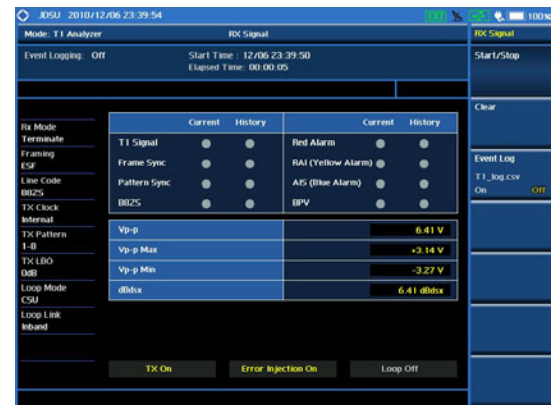 JDSU 2010/12/06 23:39:54
EXT
100%
Mode: T1 Analyzer
RX Signal
RX Signal
Event Logging: Off
Start Time : 12/06 23:39:50
Elapsed Time: 00:00:05
Start/Stop
Clear
Event Log
T1_log.csv
On Off
Rx Mode
Terminate
Framing
ESF
Line Code
B8ZS
TX Clock
Internal
TX Pattern
1-0
TX LBO
0dB
Loop Mode
CSU
Loop Link
Inband
Current History Current History
T1 Signal Red Alarm
Frame Sync RAI (Yellow Alarm)
Pattern Sync AIS (Blue Alarm)
B8ZS BPV
Vp-p 6.41 V
Vp-p Max +3.14 V
Vp-p Min -3.27 V
dBdsx 6.41 dBdsx
TX On Error Injection On Loop Off